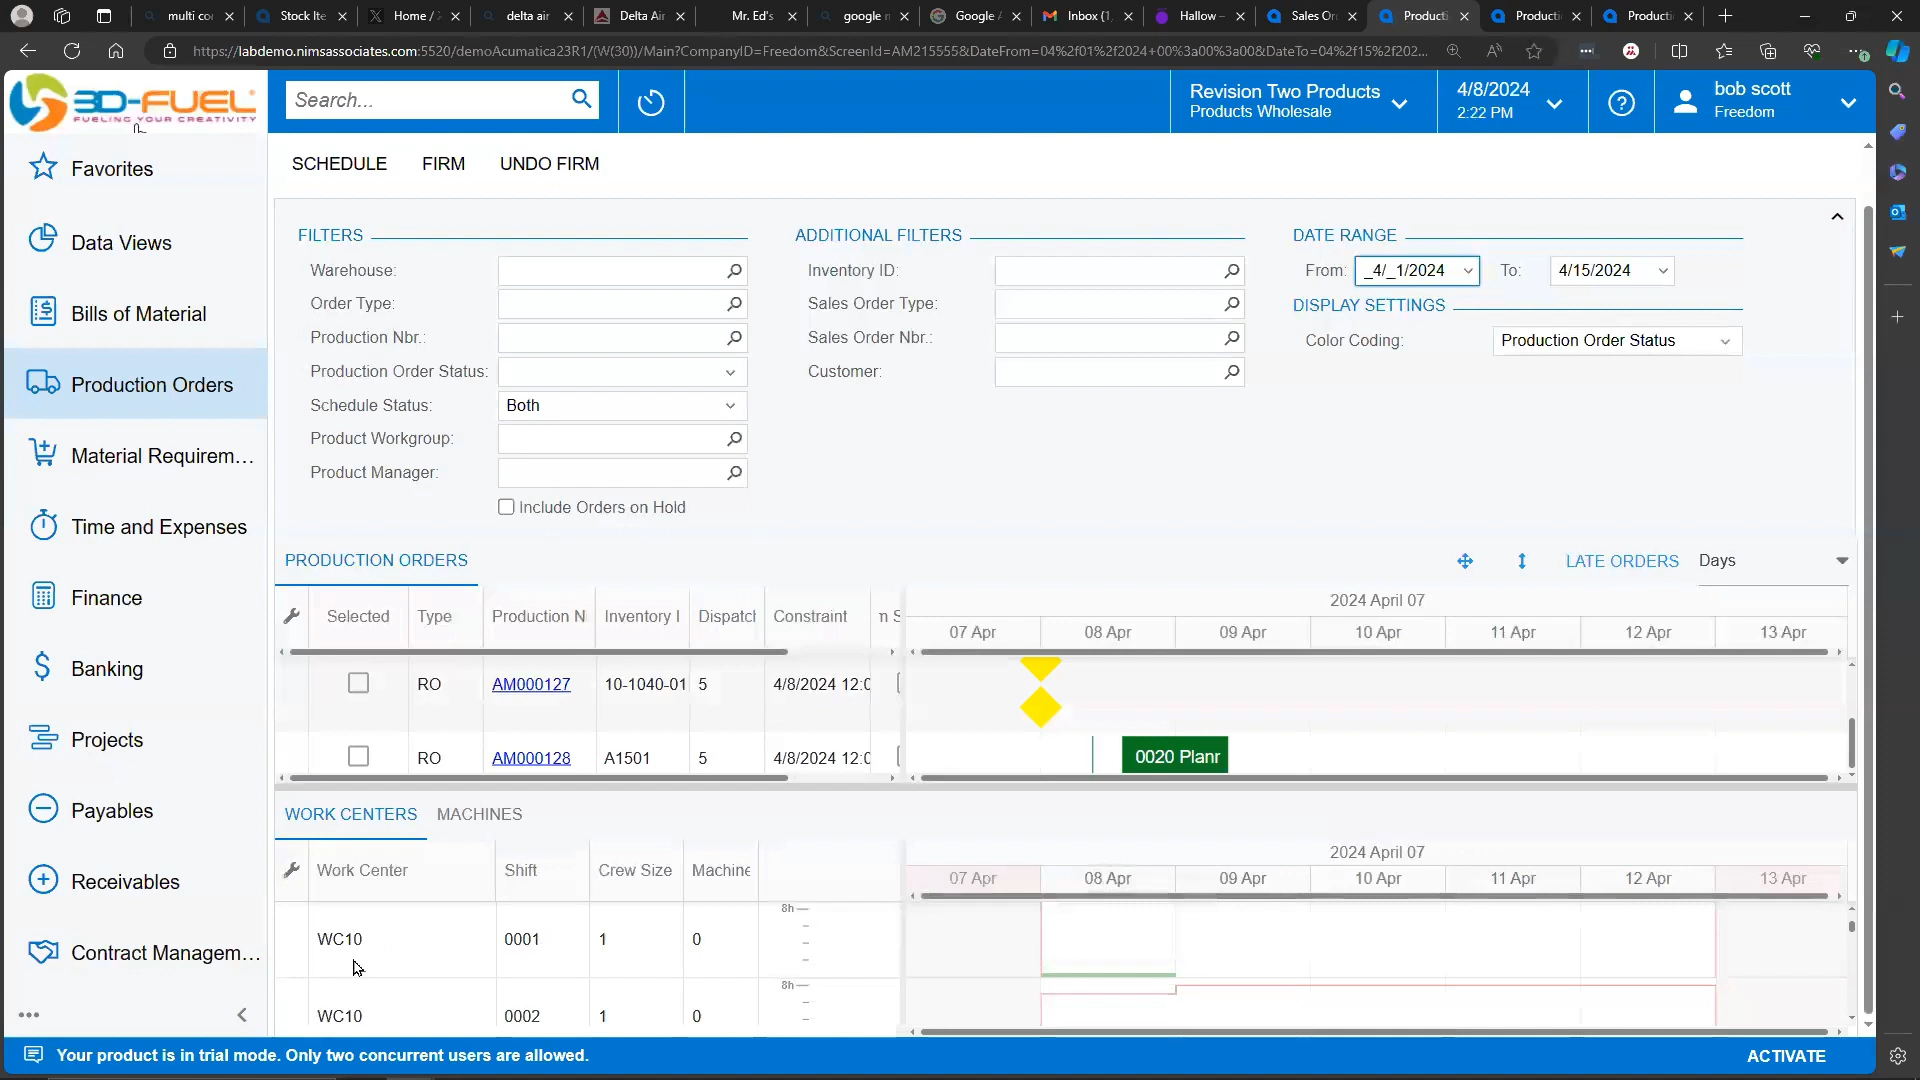 multi co
Stock Ite
Home /
delta air
Delta Air
Mr. Ed's
google r
Google
Inbox (1,
Hallow -
Sales Or
Product
Product
Product
https://labdemo.nimsassociates.com:5520/demoAcumatica23R1/(W(30))/Main?CompanyID=Freedom&ScreenId=AM215555&DateFrom=04%2f01%2f2024+00%3a00%3a00&DateTo=04%2f15%2f202...
3D-FUEL
FUELING YOUR CREATIVITY
Search...
Revision Two Products
Products Wholesale
4/8/2024
2:22 PM
bob scott
Freedom
Favorites
Data Views
Bills of Material
Production Orders
Material Requirem...
Time and Expenses
Finance
Banking
Projects
Payables
Receivables
Contract Managem...
SCHEDULE FIRM UNDO FIRM
FILTERS
Warehouse:
Order Type:
Production Nbr.:
Production Order Status:
Schedule Status: Both
Product Workgroup:
Product Manager:
Include Orders on Hold
ADDITIONAL FILTERS
Inventory ID:
Sales Order Type:
Sales Order Nbr.:
Customer:
DATE RANGE
From: _4/_1/2024 To: 4/15/2024
DISPLAY SETTINGS
Color Coding: Production Order Status
PRODUCTION ORDERS
LATE ORDERS Days
Selected Type Production N Inventory I Dispatch Constraint n S
2024 April 07
07 Apr 08 Apr 09 Apr 10 Apr 11 Apr 12 Apr 13 Apr
RO AM000127 10-1040-01 5 4/8/2024 12:0
RO AM000128 A1501 5 4/8/2024 12:0
0020 Planr
WORK CENTERS MACHINES
Work Center Shift Crew Size Machine
2024 April 07
07 Apr 08 Apr 09 Apr 10 Apr 11 Apr 12 Apr 13 Apr
8h
WC10 0001 1 0
8h
WC10 0002 1 0
Your product is in trial mode. Only two concurrent users are allowed.
ACTIVATE